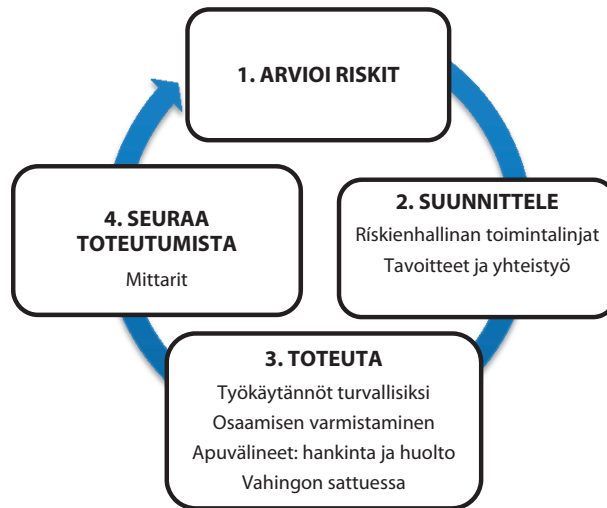 1. ARVIOI RISKIT
2. SUUNNITTELE
Rískienhallinan toimintalinjat
Tavoitteet ja yhteistyö
3. TOTEUTA
Työkäytännöt turvallisiksi
Osaamisen varmistaminen
Apuvälineet: hankinta ja huolto
Vahingon sattuessa
4. SEURAA
TOTEUTUMISTA
Mittarit